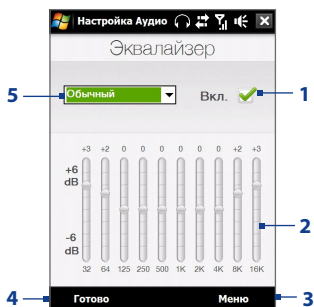 Настройка Аудио
Эквалайзер
5
Обычный
Вкл.
1
+3 +2 0 0 0 0 0 0 +2 +3
+6
dB
2
-6
dB
32 64 125 250 500 1K 2K 4K 8K 16K
4
Готово
Меню
3